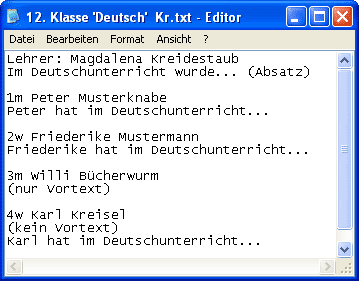 12. Klasse 'Deutsch'  Kr.txt - Editor
Datei Bearbeiten Format Ansicht ?
Lehrer: Magdalena Kreidestaub
Im Deutschunterricht wurde... (Absatz)
1m Peter Musterknabe
Peter hat im Deutschunterricht...
2w Friederike Mustermann
Friederike hat im Deutschunterricht...
3m Willi Bücherwurm
(nur Vortext)
4w Karl Kreisel
(kein Vortext)
Karl hat im Deutschunterricht...